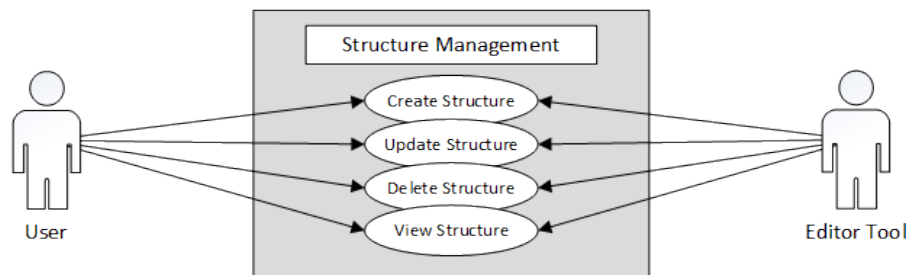 Structure Management
Create Structure
Update Structure
Delete Structure
View Structure
User
Editor Tool